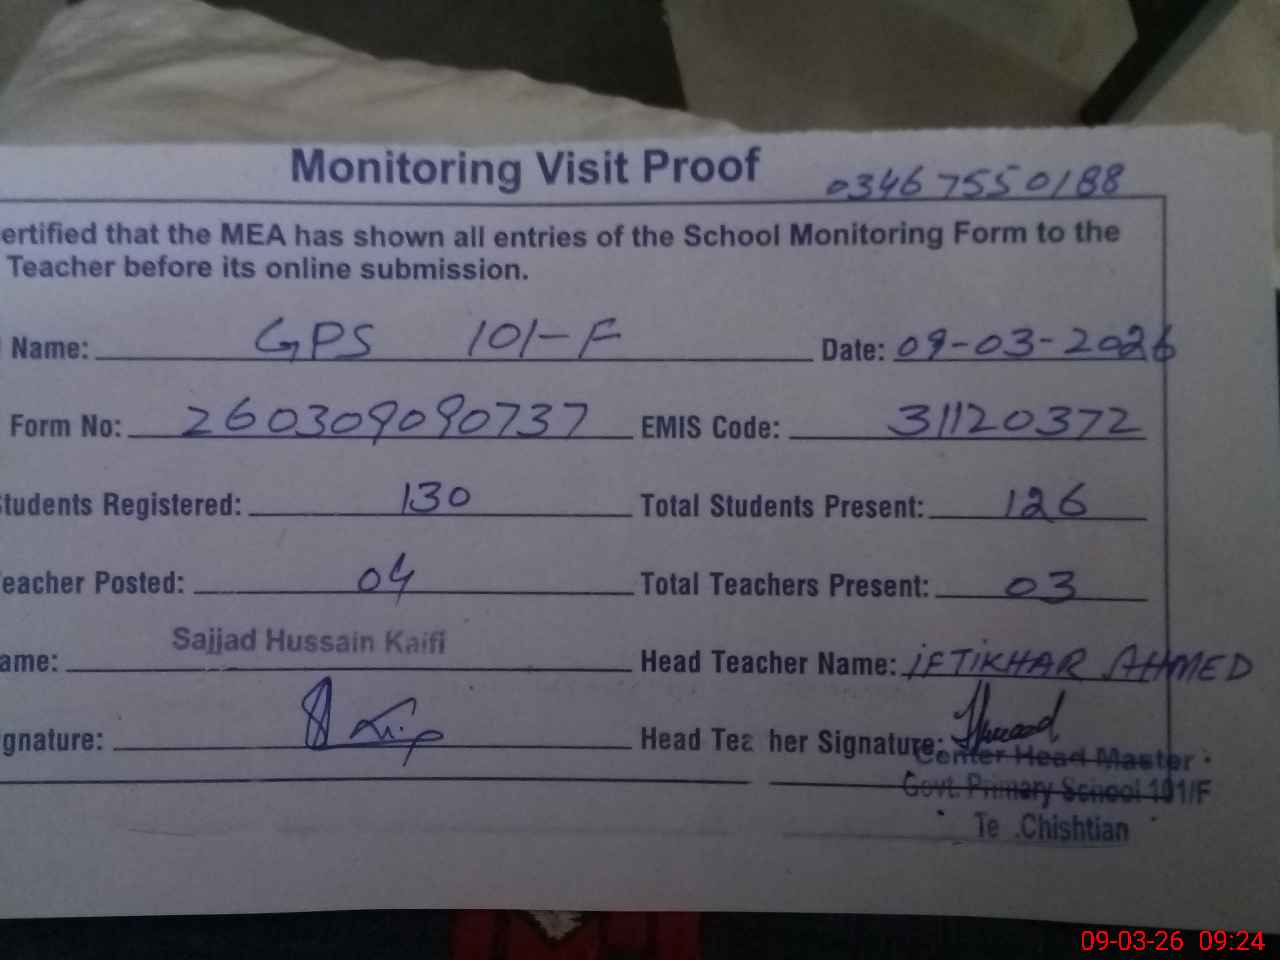 Monitoring Visit Proof 03467550188
ertified that the MEA has shown all entries of the School Monitoring Form to the
Teacher before its online submission.
Name: GPS 101-F Date: 09-03-2026
Form No: 260309090737 EMIS Code: 31120372
tudents Registered: 130 Total Students Present: 126
eacher Posted: 04 Total Teachers Present: 03
ame: Sajjad Hussain Kaifi Head Teacher Name: IFTIKHAR AHMED
gnature: Head Teacher Signature:
Center Head Master
Govt. Primary School 101/F
Te .Chishtian
09-03-26 09:24